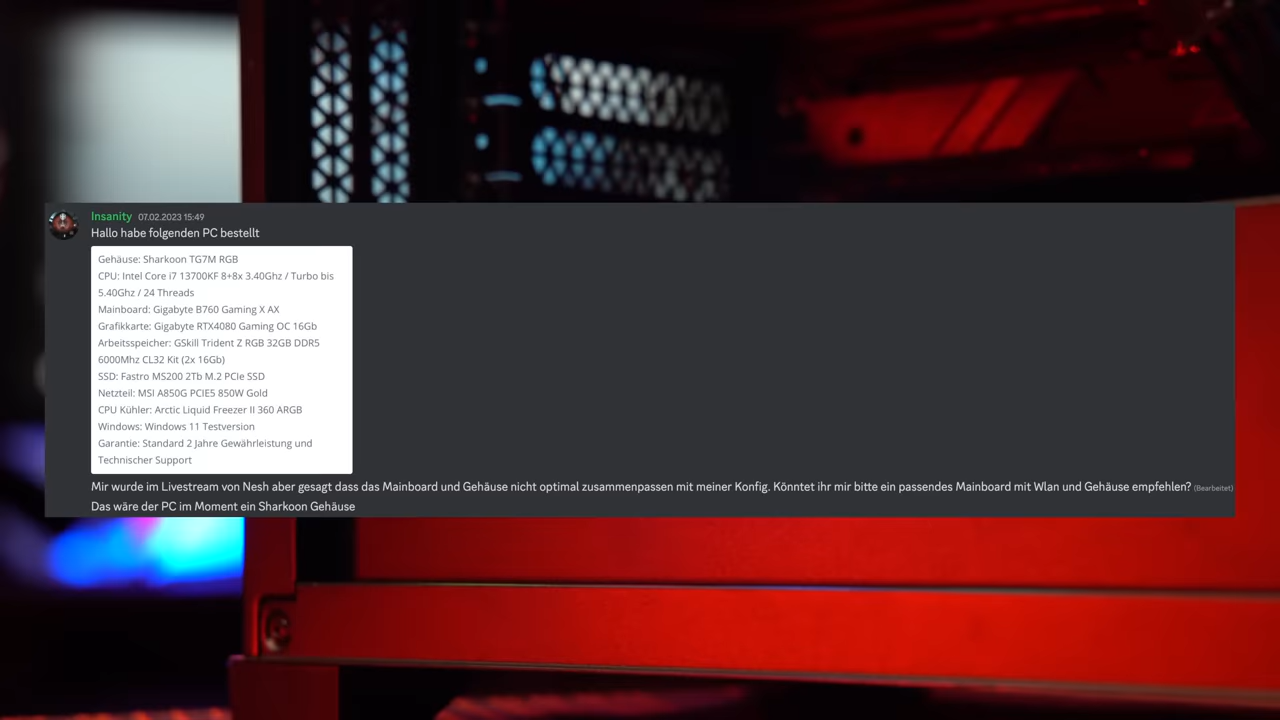 Insanity 07.02.2023 15:49
Hallo habe folgenden PC bestellt
Gehäuse: Sharkoon TG7M RGB
CPU: Intel Core i7 13700KF 8+8x 3.40Ghz / Turbo bis
5.40Ghz / 24 Threads
Mainboard: Gigabyte B760 Gaming X AX
Grafikkarte: Gigabyte RTX4080 Gaming OC 16Gb
Arbeitsspeicher: GSkill Trident Z RGB 32GB DDR5
6000Mhz CL32 Kit (2x 16Gb)
SSD: Fastro MS200 2Tb M.2 PCIe SSD
Netzteil: MSI A850G PCIE5 850W Gold
CPU Kühler: Arctic Liquid Freezer II 360 ARGB
Windows: Windows 11 Testversion
Garantie: Standard 2 Jahre Gewährleistung und
Technischer Support
Mir wurde im Livestream von Nesh aber gesagt dass das Mainboard und Gehäuse nicht optimal zusammenpassen mit meiner Konfig. Könntet ihr mir bitte ein passendes Mainboard mit Wlan und Gehäuse empfehlen? (Bearbeitet)
Das wäre der PC im Moment ein Sharkoon Gehäuse